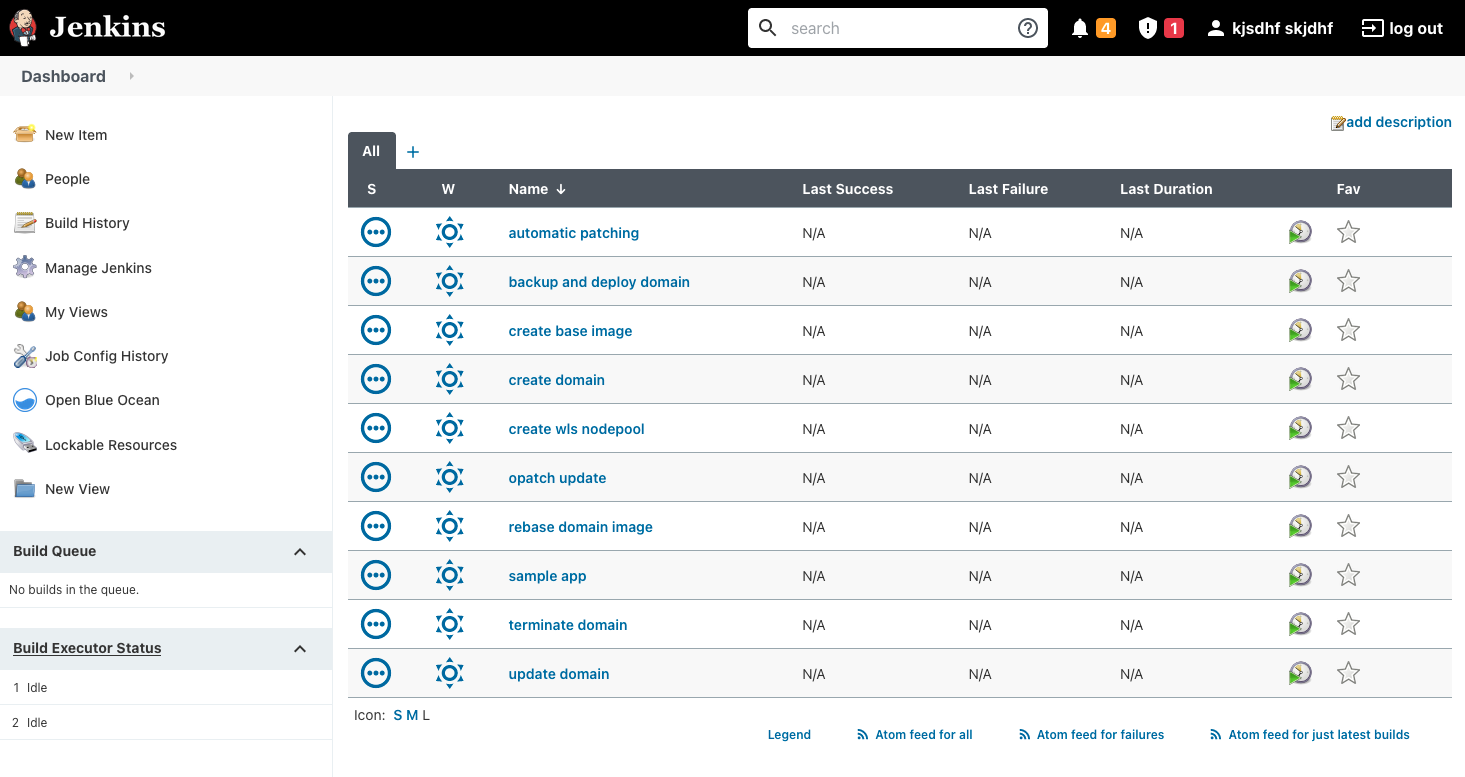 Jenkins
search
4
1
kjsdhf skjdhf
log out
Dashboard
New Item
People
Build History
Manage Jenkins
My Views
Job Config History
Open Blue Ocean
Lockable Resources
New View
Build Queue
No builds in the queue.
Build Executor Status
1 Idle
2 Idle
add description
All +
S W Name ↓ Last Success Last Failure Last Duration Fav
automatic patching N/A N/A N/A
backup and deploy domain N/A N/A N/A
create base image N/A N/A N/A
create domain N/A N/A N/A
create wls nodepool N/A N/A N/A
opatch update N/A N/A N/A
rebase domain image N/A N/A N/A
sample app N/A N/A N/A
terminate domain N/A N/A N/A
update domain N/A N/A N/A
Icon: S M L
Legend Atom feed for all Atom feed for failures Atom feed for just latest builds